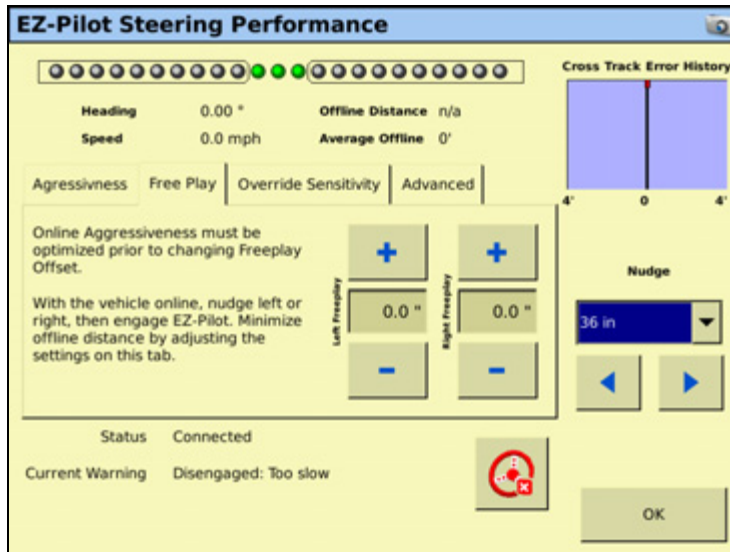 EZ-Pilot Steering Performance
Cross Track Error History
Heading 0.00 ° Offline Distance n/a
Speed 0.0 mph Average Offline 0'
4' 0 4'
Agressivness Free Play Override Sensitivity Advanced
Online Aggressiveness must be
optimized prior to changing Freeplay
Offset.
With the vehicle online, nudge left or
right, then engage EZ-Pilot. Minimize
offline distance by adjusting the
settings on this tab.
+ +
Left Freeplay
0.0 "
Right Freeplay
0.0 "
- -
Nudge
36 in
Status Connected
Current Warning Disengaged: Too slow
OK